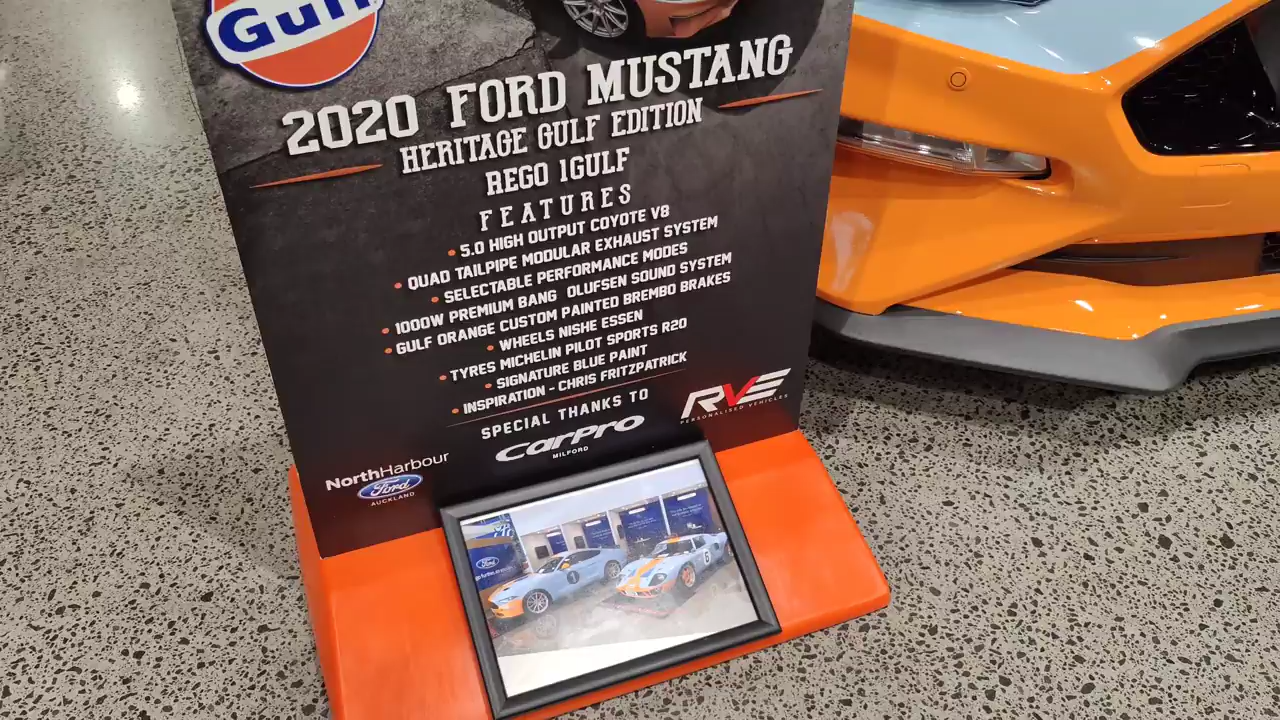 Gulf
2020 FORD MUSTANG
HERITAGE GULF EDITION
REGO 1GULF
FEATURES
• 5.0 HIGH OUTPUT COYOTE V8
• QUAD TAILPIPE MODULAR EXHAUST SYSTEM
• SELECTABLE PERFORMANCE MODES
• 1000W PREMIUM BANG OLUFSEN SOUND SYSTEM
• GULF ORANGE CUSTOM PAINTED BREMBO BRAKES
• WHEELS NISHE ESSEN
• TYRES MICHELIN PILOT SPORTS R20
• SIGNATURE BLUE PAINT
• INSPIRATION - CHRIS FRITZPATRICK
SPECIAL THANKS TO
RVE
PERSONALISED VEHICLES
CarPro
MILFORD
NorthHarbour
Ford
AUCKLAND
Ford
1
6